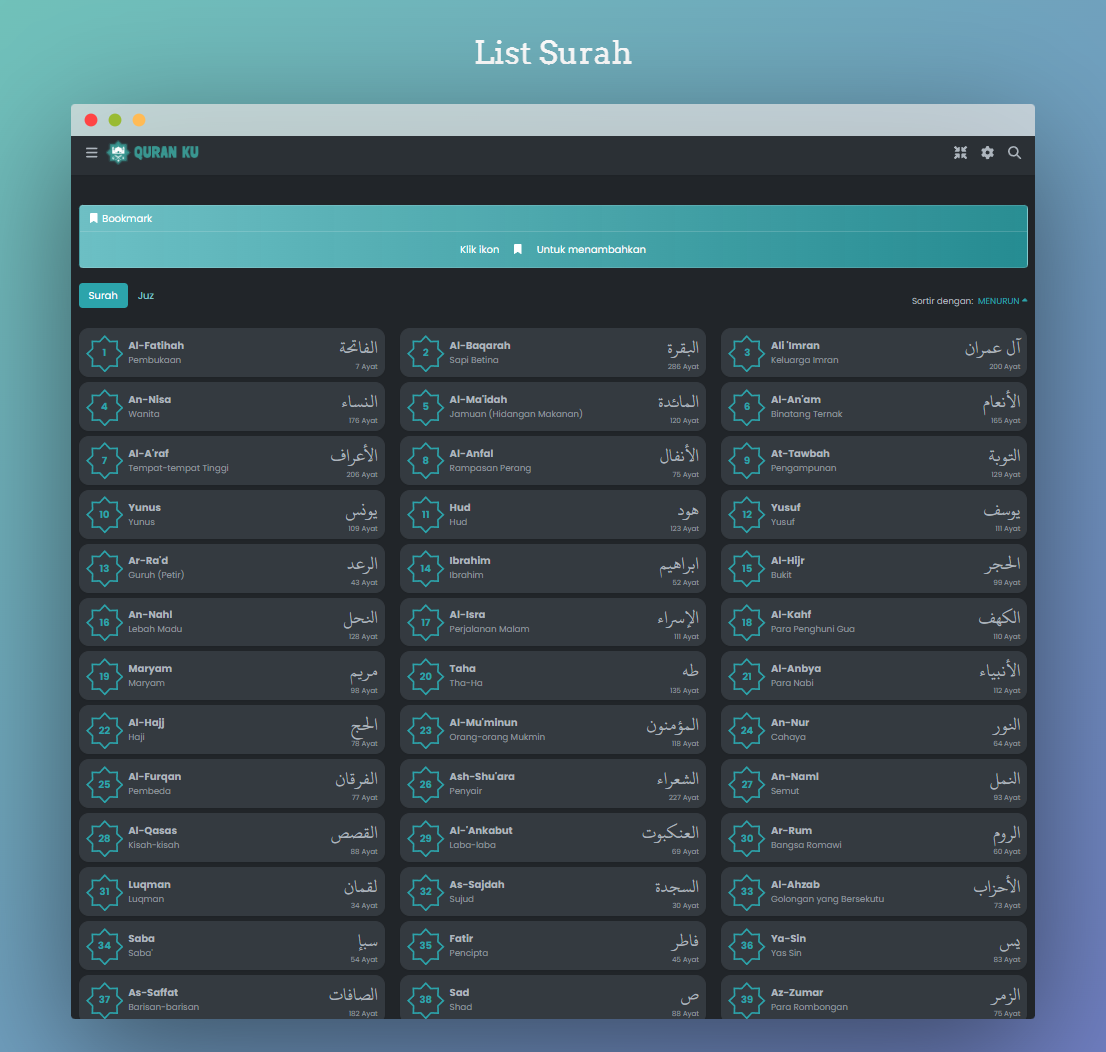 List Surah
QURAN KU
Bookmark
Klik ikon Untuk menambahkan
Surah Juz
Sortir dengan: MENURUN
1 Al-Fatihah الفاتحة
Pembukaan 7 Ayat
2 Al-Baqarah البقرة
Sapi Betina 286 Ayat
3 Ali 'Imran آل عمران
Keluarga Imran 200 Ayat
4 An-Nisa النساء
Wanita 176 Ayat
5 Al-Ma'idah المائدة
Jamuan (Hidangan Makanan) 120 Ayat
6 Al-An'am الأنعام
Binatang Ternak 165 Ayat
7 Al-A'raf الأعراف
Tempat-tempat Tinggi 206 Ayat
8 Al-Anfal الأنفال
Rampasan Perang 75 Ayat
9 At-Tawbah التوبة
Pengampunan 129 Ayat
10 Yunus يونس
Yunus 109 Ayat
11 Hud هود
Hud 123 Ayat
12 Yusuf يوسف
Yusuf 111 Ayat
13 Ar-Ra'd الرعد
Guruh (Petir) 43 Ayat
14 Ibrahim ابراهيم
Ibrahim 52 Ayat
15 Al-Hijr الحجر
Bukit 99 Ayat
16 An-Nahl النحل
Lebah Madu 128 Ayat
17 Al-Isra الإسراء
Perjalanan Malam 111 Ayat
18 Al-Kahf الكهف
Para Penghuni Gua 110 Ayat
19 Maryam مريم
Maryam 98 Ayat
20 Taha طه
Tha-Ha 135 Ayat
21 Al-Anbya الأنبياء
Para Nabi 112 Ayat
22 Al-Hajj الحج
Haji 78 Ayat
23 Al-Mu'minun المؤمنون
Orang-orang Mukmin 118 Ayat
24 An-Nur النور
Cahaya 64 Ayat
25 Al-Furqan الفرقان
Pembeda 77 Ayat
26 Ash-Shu'ara الشعراء
Penyair 227 Ayat
27 An-Naml النمل
Semut 93 Ayat
28 Al-Qasas القصص
Kisah-kisah 88 Ayat
29 Al-'Ankabut العنكبوت
Laba-laba 69 Ayat
30 Ar-Rum الروم
Bangsa Romawi 60 Ayat
31 Luqman لقمان
Luqman 34 Ayat
32 As-Sajdah السجدة
Sujud 30 Ayat
33 Al-Ahzab الأحزاب
Golongan yang Bersekutu 73 Ayat
34 Saba سبإ
Saba' 54 Ayat
35 Fatir فاطر
Pencipta 45 Ayat
36 Ya-Sin يس
Yas Sin 83 Ayat
37 As-Saffat الصافات
Barisan-barisan 182 Ayat
38 Sad ص
Shad 88 Ayat
39 Az-Zumar الزمر
Para Rombongan 75 Ayat